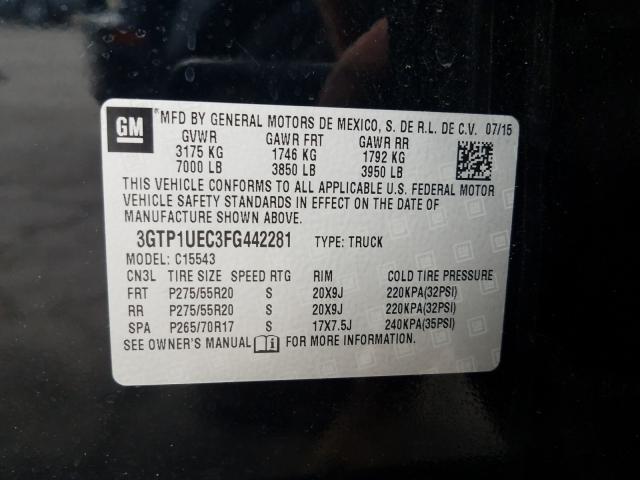 GM
®MFD BY GENERAL MOTORS DE MEXICO, S. DE R.L. DE C.V. 07/15
GVWR GAWR FRT GAWR RR
3175 KG 1746 KG 1792 KG
7000 LB 3850 LB 3950 LB
THIS VEHICLE CONFORMS TO ALL APPLICABLE U.S. FEDERAL MOTOR
VEHICLE SAFETY STANDARDS IN EFFECT ON THE DATE OF
MANUFACTURE SHOWN ABOVE.
3GTP1UEC3FG442281 TYPE: TRUCK
MODEL: C15543
CN3L TIRE SIZE SPEED RTG RIM COLD TIRE PRESSURE
FRT P275/55R20 S 20X9J 220KPA(32PSI)
RR P275/55R20 S 20X9J 220KPA(32PSI)
SPA P265/70R17 S 17X7.5J 240KPA(35PSI)
SEE OWNER'S MANUAL FOR MORE INFORMATION.